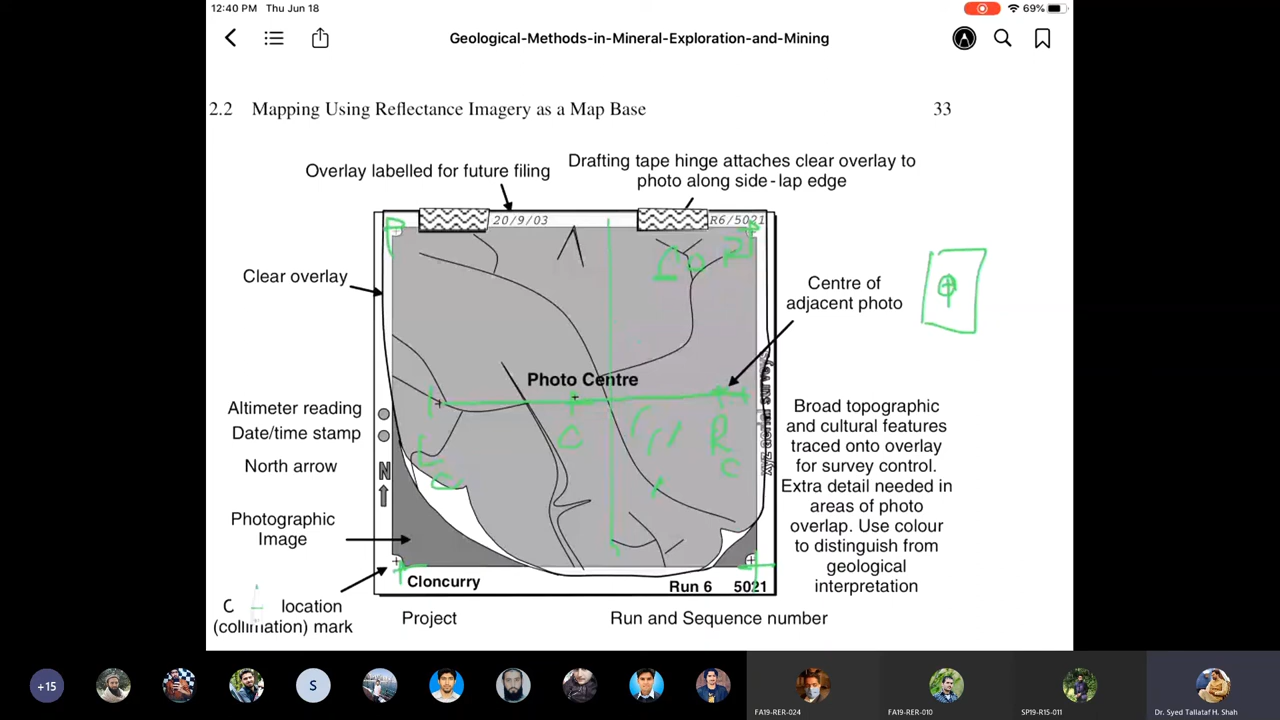 12:40 PM Thu Jun 18
69%
Geological-Methods-in-Mineral-Exploration-and-Mining
2.2 Mapping Using Reflectance Imagery as a Map Base 33
Overlay labelled for future filing
Drafting tape hinge attaches clear overlay to
photo along side-lap edge
20/9/03
R6/5021
Clear overlay
LOP
Centre of
adjacent photo
Photo Centre
Altimeter reading
Date/time stamp
North arrow
N
C
RC
LC
Broad topographic
and cultural features
traced onto overlay
for survey control.
Extra detail needed in
areas of photo
overlap. Use colour
to distinguish from
geological
interpretation
Photographic
Image
Cloncurry
Run 6 5021
C location
(collimation) mark
Project
Run and Sequence number
+15
S
FA19-RER-024
FA19-RER-010
SP19-R15-011
Dr. Syed Tallataf H. Shah